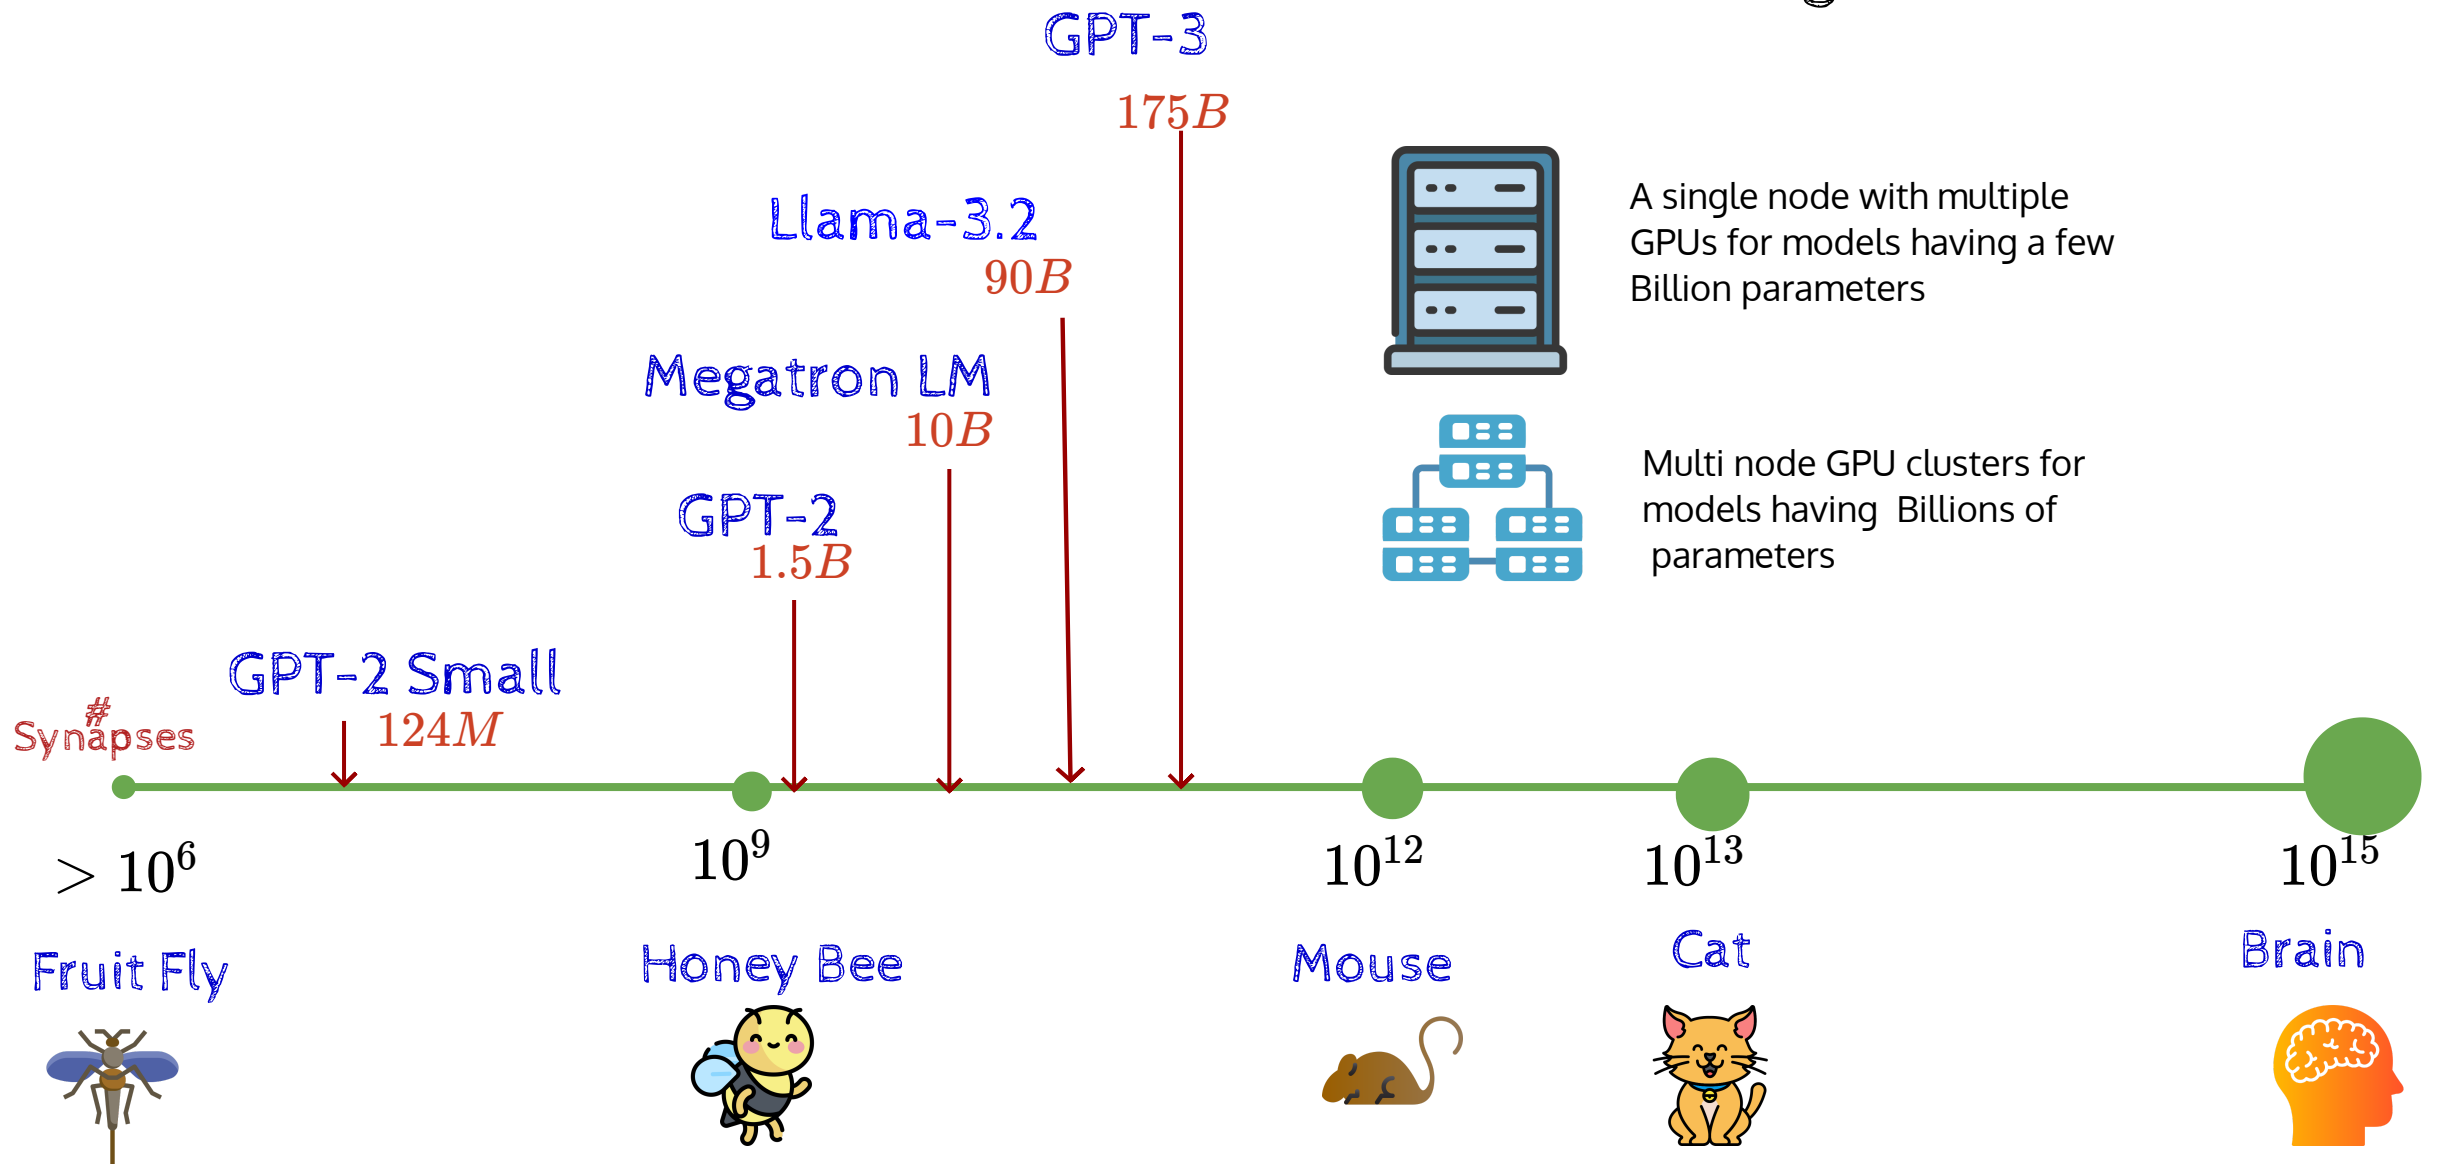 GPT-3
175B
Llama-3.2
90B
A single node with multiple
GPUs for models having a few
Billion parameters
Megatron LM
10B
GPT-2
1.5B
Multi node GPU clusters for
models having Billions of
parameters
GPT-2 Small
124M
#
Synapses
> 10^6
10^9
10^12
10^13
10^15
Fruit Fly
Honey Bee
Mouse
Cat
Brain